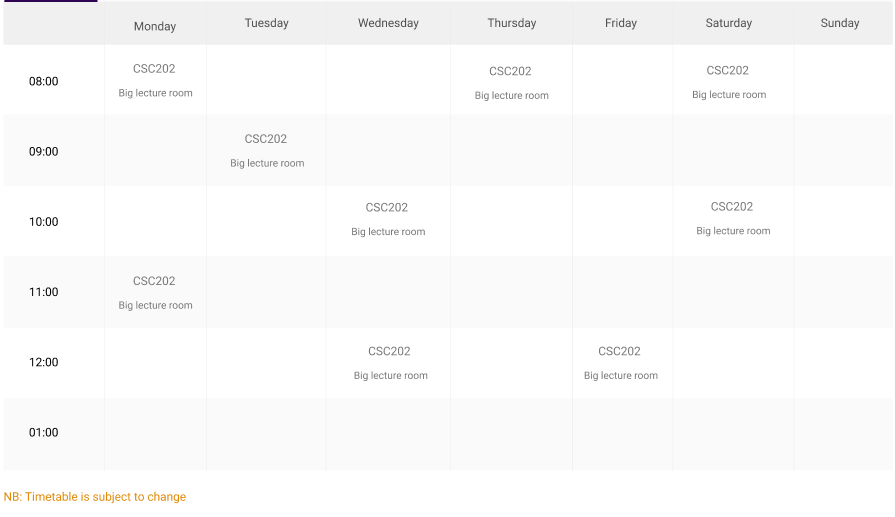 Monday Tuesday Wednesday Thursday Friday Saturday Sunday
08:00 CSC202 CSC202 CSC202
Big lecture room Big lecture room Big lecture room
09:00 CSC202
Big lecture room
10:00 CSC202 CSC202
Big lecture room Big lecture room
11:00 CSC202
Big lecture room
12:00 CSC202 CSC202
Big lecture room Big lecture room
01:00
NB: Timetable is subject to change